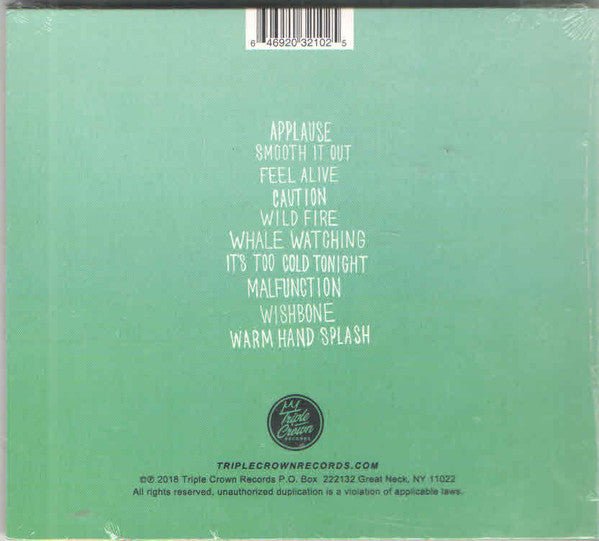 6 46920 32102 5
APPLAUSE
SMOOTH IT OUT
FEEL ALIVE
CAUTION
WILD FIRE
WHALE WATCHING
IT'S TOO COLD TONIGHT
MALFUNCTION
WISHBONE
WARM HAND SPLASH
Triple
Crown
RECORDS
TRIPLECROWNRECORDS.COM
©℗ 2018 Triple Crown Records P.O. Box 222132 Great Neck, NY 11022
All rights reserved, unauthorized duplication is a violation of applicable laws.